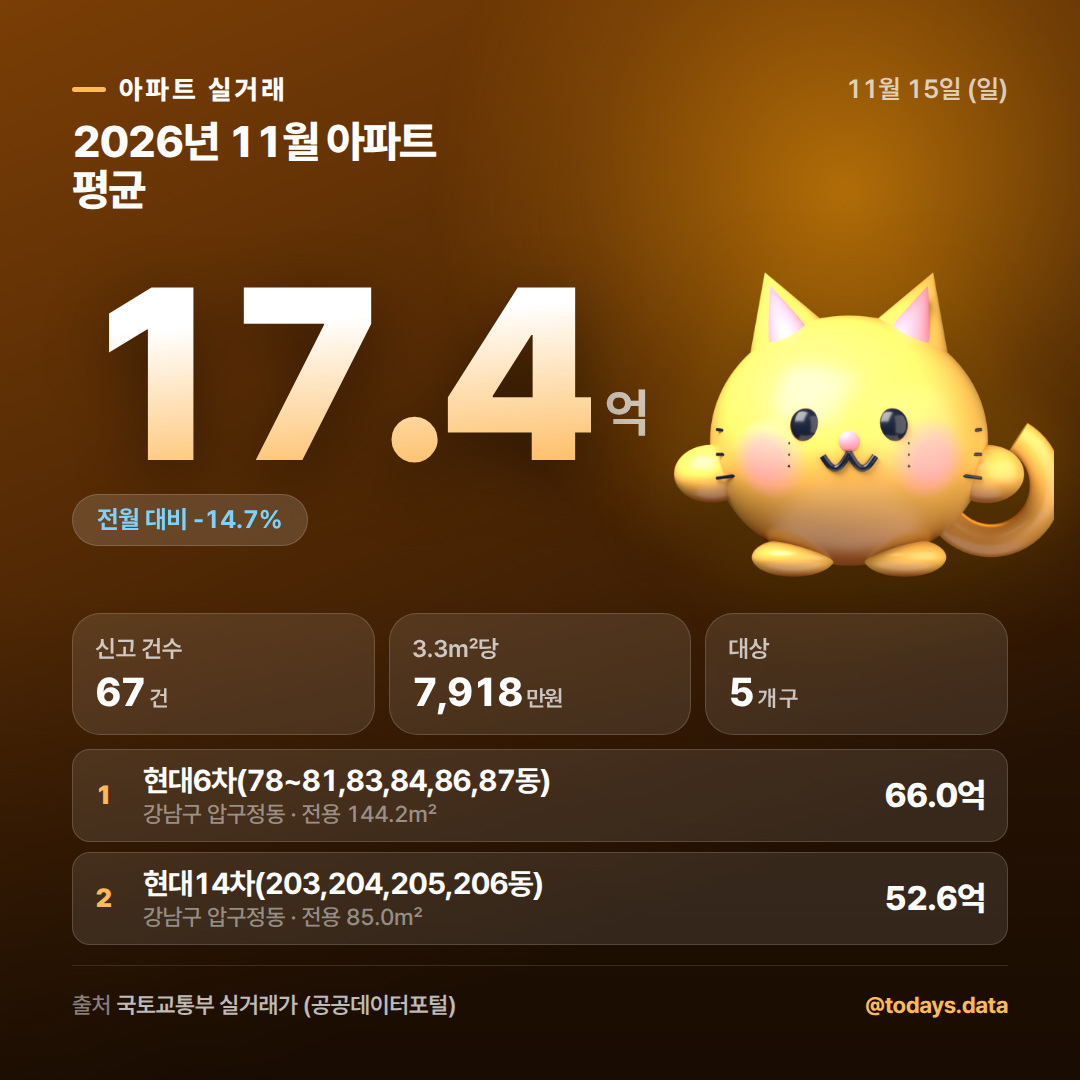 아파트 실거래
11월 15일 (일)
2026년 11월 아파트
평균
17.4억
전월 대비 -14.7%
신고 건수
67건
3.3m²당
7,918만원
대상
5개 구
1
현대6차(78~81,83,84,86,87동)
강남구 압구정동 · 전용 144.2m²
66.0억
2
현대14차(203,204,205,206동)
강남구 압구정동 · 전용 85.0m²
52.6억
출처 국토교통부 실거래가 (공공데이터포털)
@todays.data